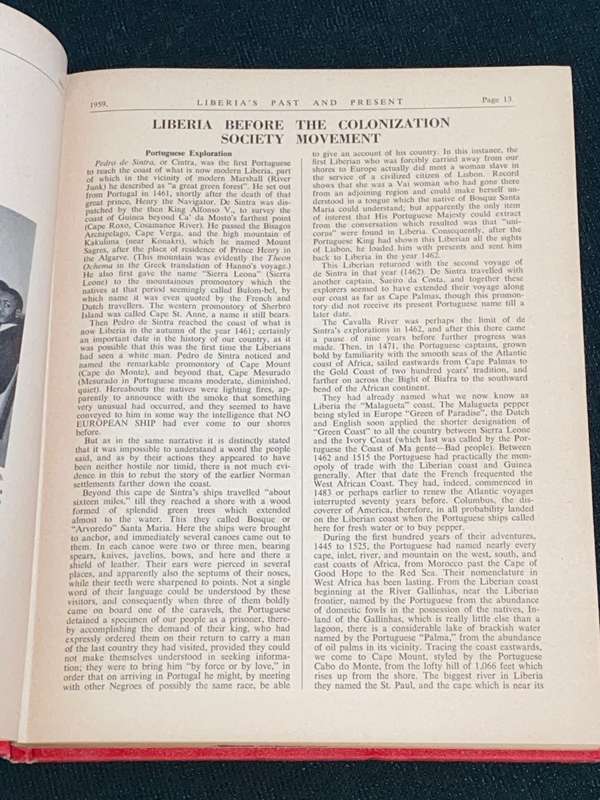 1959.
LIBERIA'S PAST AND PRESENT
Page 13.
LIBERIA BEFORE THE COLONIZATION
SOCIETY MOVEMENT
Portuguese Exploration
Pedro de Sintra, or Cintra, was the first Portuguese
to reach the coast of what is now modern Liberia, part
of which in the vicinity of modern Marshall (River
Junk) he described as "a great green forest". He set out
from Portugal in 1461, shortly after the death of that
great prince, Henry the Navigator. De Sintra was dis-
patched by the then King Alfonso V., to survey the
coast of Guinea beyond Ca' da Mosto's farthest point
(Cape Roxo, Cosamance River). He passed the Bisagos
Archipelago, Cape Verga, and the high mountain of
Kakulima (near Konakri), which he named Mount
Sagres, after the place of residence of Prince Henry in
the Algarve. (This mountain was evidently the Theon
Ochema in the Greek translation of Hanno's voyage.)
He also first gave the name "Sierra Leona" (Sierra
Leone) to the mountainous promontory which the
natives at that period seemingly called Bulom-bel, by
which name it was even quoted by the French and
Dutch travellers. The western promontory of Sherbro
Island was called Cape St. Anne, a name it still bears.
Then Pedro de Sintra reached the coast of what is
now Liberia in the autumn of the year 1461; certainly
an important date in the history of our country, as it
was possible that this was the first time the Liberians
had seen a white man. Pedro de Sintra noticed and
named the remarkable promontory of Cape Mount
(Cape do Monte), and beyond that, Cape Mesurado
(Mesurado in Portuguese means moderate, diminished,
quiet). Hereabouts the natives were lighting fires, ap-
parently to announce with the smoke that something
very unusual had occurred, and they seemed to have
conveyed to him in some way the intelligence that NO
EUROPEAN SHIP had ever come to our shores
before.
But as in the same narrative it is distinctly stated
that it was impossible to understand a word the people
said, and as by their actions they appeared to have
been neither hostile nor timid, there is not much evi-
dence in this to rebut the story of the earlier Norman
settlements farther down the coast.
Beyond this cape de Sintra's ships travelled "about
sixteen miles," till they reached a shore with a wood
formed of splendid green trees which extended
almost to the water. This they called Bosque or
"Arvoredo" Santa Maria. Here the ships were brought
to anchor, and immediately several canoes came out to
them. In each canoe were two or three men, bearing
spears, knives, javelins, bows, and here and there a
shield of leather. Their ears were pierced in several
places, and apparently also the septums of their noses,
while their teeth were sharpened to points. Not a single
word of their language could be understood by these
visitors, and consequently when three of them boldly
came on board one of the caravels, the Portuguese
detained a specimen of our people as a prisoner, there-
by accomplishing the demand of their king, who had
expressly ordered them on their return to carry a man
of the last country they had visited, provided they could
not make themselves understood in seeking informa-
tion; they were to bring him "by force or by love," in
order that on arriving in Portugal he might, by meeting
with other Negroes of possibly the same race, be able
to give an account of his country. In this instance, the
first Liberian who was forcibly carried away from our
shores to Europe actually did meet a woman slave in
the service of a civilized citizen of Lisbon. Record
shows that she was a Vai woman who had gone there
from an adjoining region and could make herself un-
derstood in a tongue which the native of Bosque Santa
Maria could understand; but apparently the only item
of interest that His Portuguese Majesty could extract
from the conversation which resulted was that "uni-
corns" were found in Liberia. Consequently, after the
Portuguese King had shown this Liberian all the sights
of Lisbon, he loaded him with presents and sent him
back to Liberia in the year 1462.
This Liberian returned with the second voyage of
de Sintra in that year (1462). De Sintra travelled with
another captain, Sueiro da Costa, and together these
explorers seemed to have extended their voyage along
our coast as far as Cape Palmas, though this promon-
tory did not receive its present Portuguese name till a
later date.
The Cavalla River was perhaps the limit of de
Sintra's explorations in 1462, and after this there came
a pause of nine years before further progress was
made. Then, in 1471, the Portuguese captains, grown
bold by familiarity with the smooth seas of the Atlantic
coast of Africa, sailed eastwards from Cape Palmas to
the Gold Coast of two hundred years' tradition, and
farther on across the Bight of Biafra to the southward
bend of the African continent.
They had already named what we now know as
Liberia the "Malagueta" coast. The Malagueta pepper
being styled in Europe "Green of Paradise", the Dutch
and English soon applied the shorter designation of
"Green Coast" to all the country between Sierra Leone
and the Ivory Coast (which last was called by the Por-
tuguese the Coast of Ma gente—Bad people). Between
1462 and 1515 the Portuguese had practically the mom-
opoly of trade with the Liberian coast and Guinea
generally. After that date the French frequented the
West African Coast. They had, indeed, commenced in
1483 or perhaps earlier to renew the Atlantic voyages
interrupted seventy years before. Columbus, the dis-
coverer of America, therefore, in all probability landed
on the Liberian coast when the Portuguese ships called
here for fresh water or to buy pepper.
During the first hundred years of their adventures,
1445 to 1525, the Portuguese had named nearly every
cape, inlet, river, and mountain on the west, south, and
east coasts of Africa, from Morocco past the Cape of
Good Hope to the Red Sea. Their nomenclature in
West Africa has been lasting. From the Liberian coast
beginning at the River Gallinhas, near the Liberian
frontier, named by the Portuguese from the abundance
of domestic fowls in the possession of the natives, In-
land of the Gallinhas, which is really little else than a
lagoon, there is a considerable lake of brackish water
named by the Portuguese "Palma," from the abundance
of oil palms in its vicinity. Tracing the coast eastwards,
we come to Cape Mount, styled by the Portuguese
Cabo do Monte, from the lofty hill of 1,066 feet which
rises up from the shore. The biggest river in Liberia
they named the St. Paul, and the cape which is near its